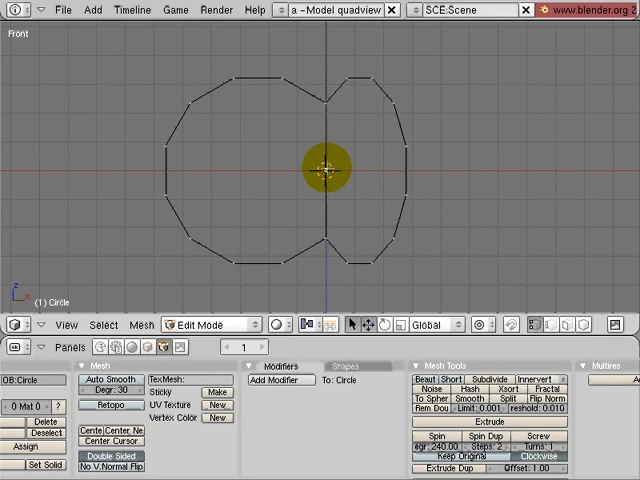 File Add Timeline Game Render Help a -Model quadview SCE:Scene www.blender.org 2
Front
z
x
(1) Circle
View Select Mesh Edit Mode Global
Panels 1
Mesh Modifiers Shapes Mesh Tools Multires
OB:Circle Auto Smooth TexMesh: Add Modifier To: Circle Beaut Short Subdivide Innervert
Degr: 30 Sticky Make Noise Hash Xsort Fractal
0 Mat 0 ? Retopo UV Texture New To Spher Smooth Split Flip Norm
Delete Vertex Color New Rem Dou Limit: 0.001 reshold: 0.010
Deselect Cente Center Ne Extrude
Assign Center Cursor Spin Spin Dup Screw
egr: 240.00 Steps: 2 Turns: 1
Double Sided Keep Original Clockwise
Set Solid No V.Normal Flip Extrude Dup Offset: 1.00